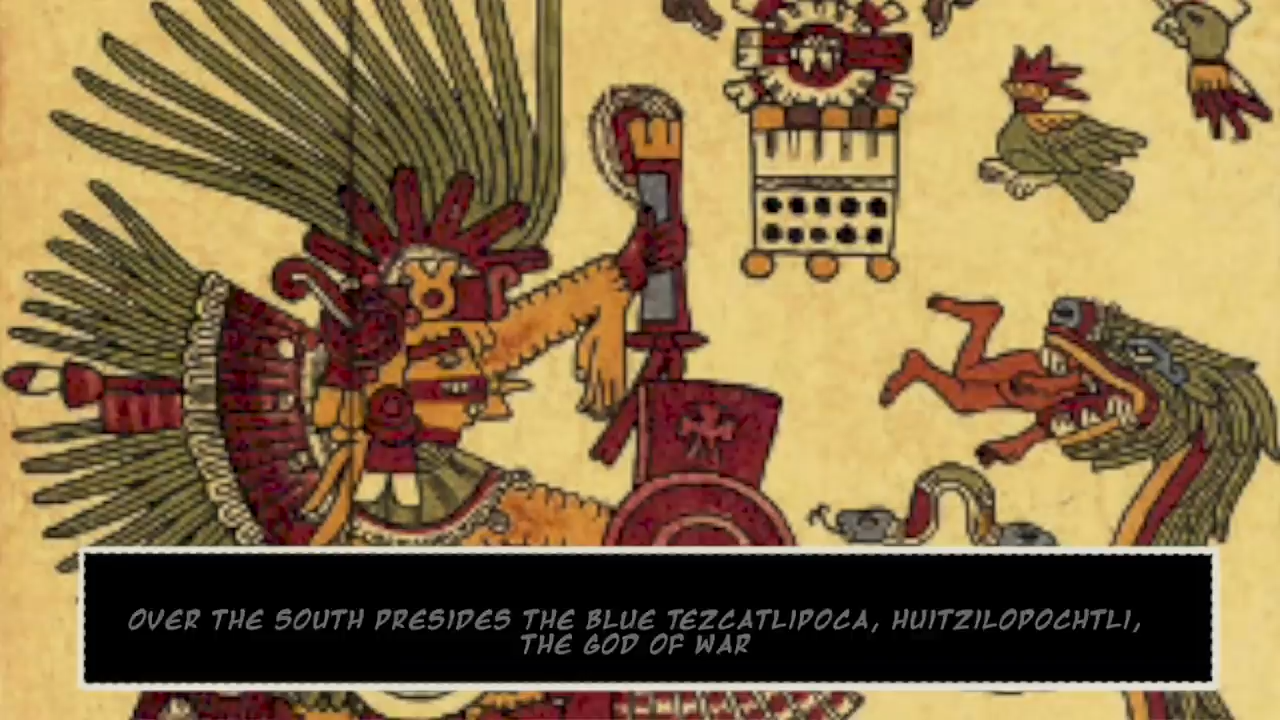 OVER THE SOUTH PRESIDES THE BLUE TEZCATLIPOCA, HUITZILOPOCHTLI,
THE GOD OF WAR